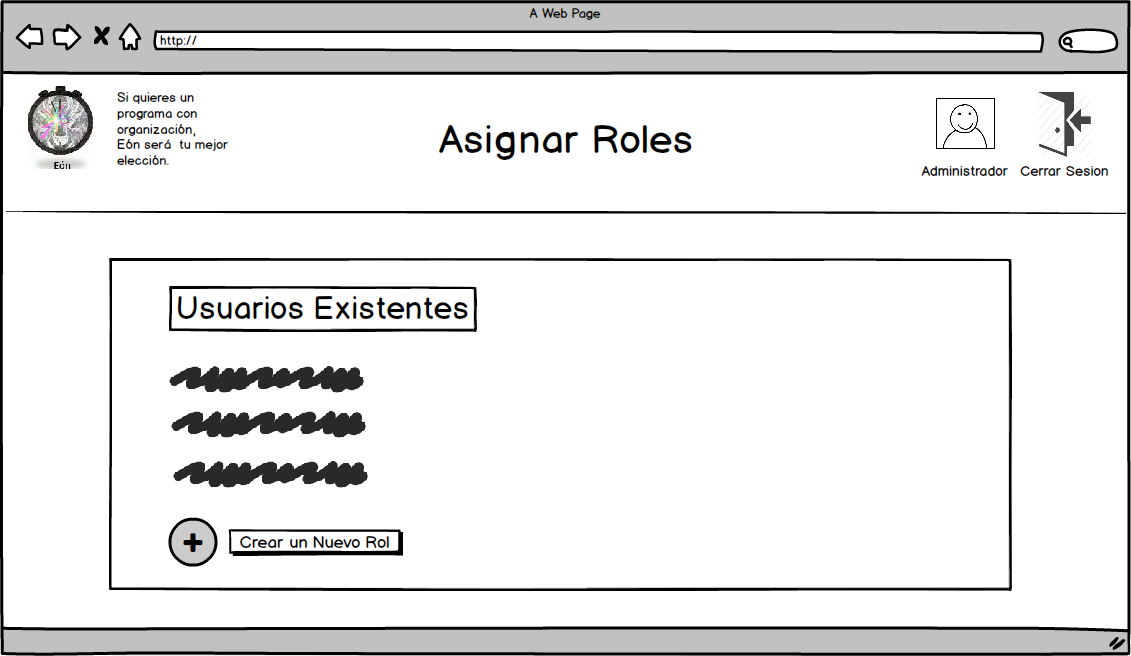 A Web Page
http://
Si quieres un
programa con
organización,
Eón será tu mejor
elección.
Eón
Asignar Roles
Administrador
Cerrar Sesion
Usuarios Existentes
Crear un Nuevo Rol